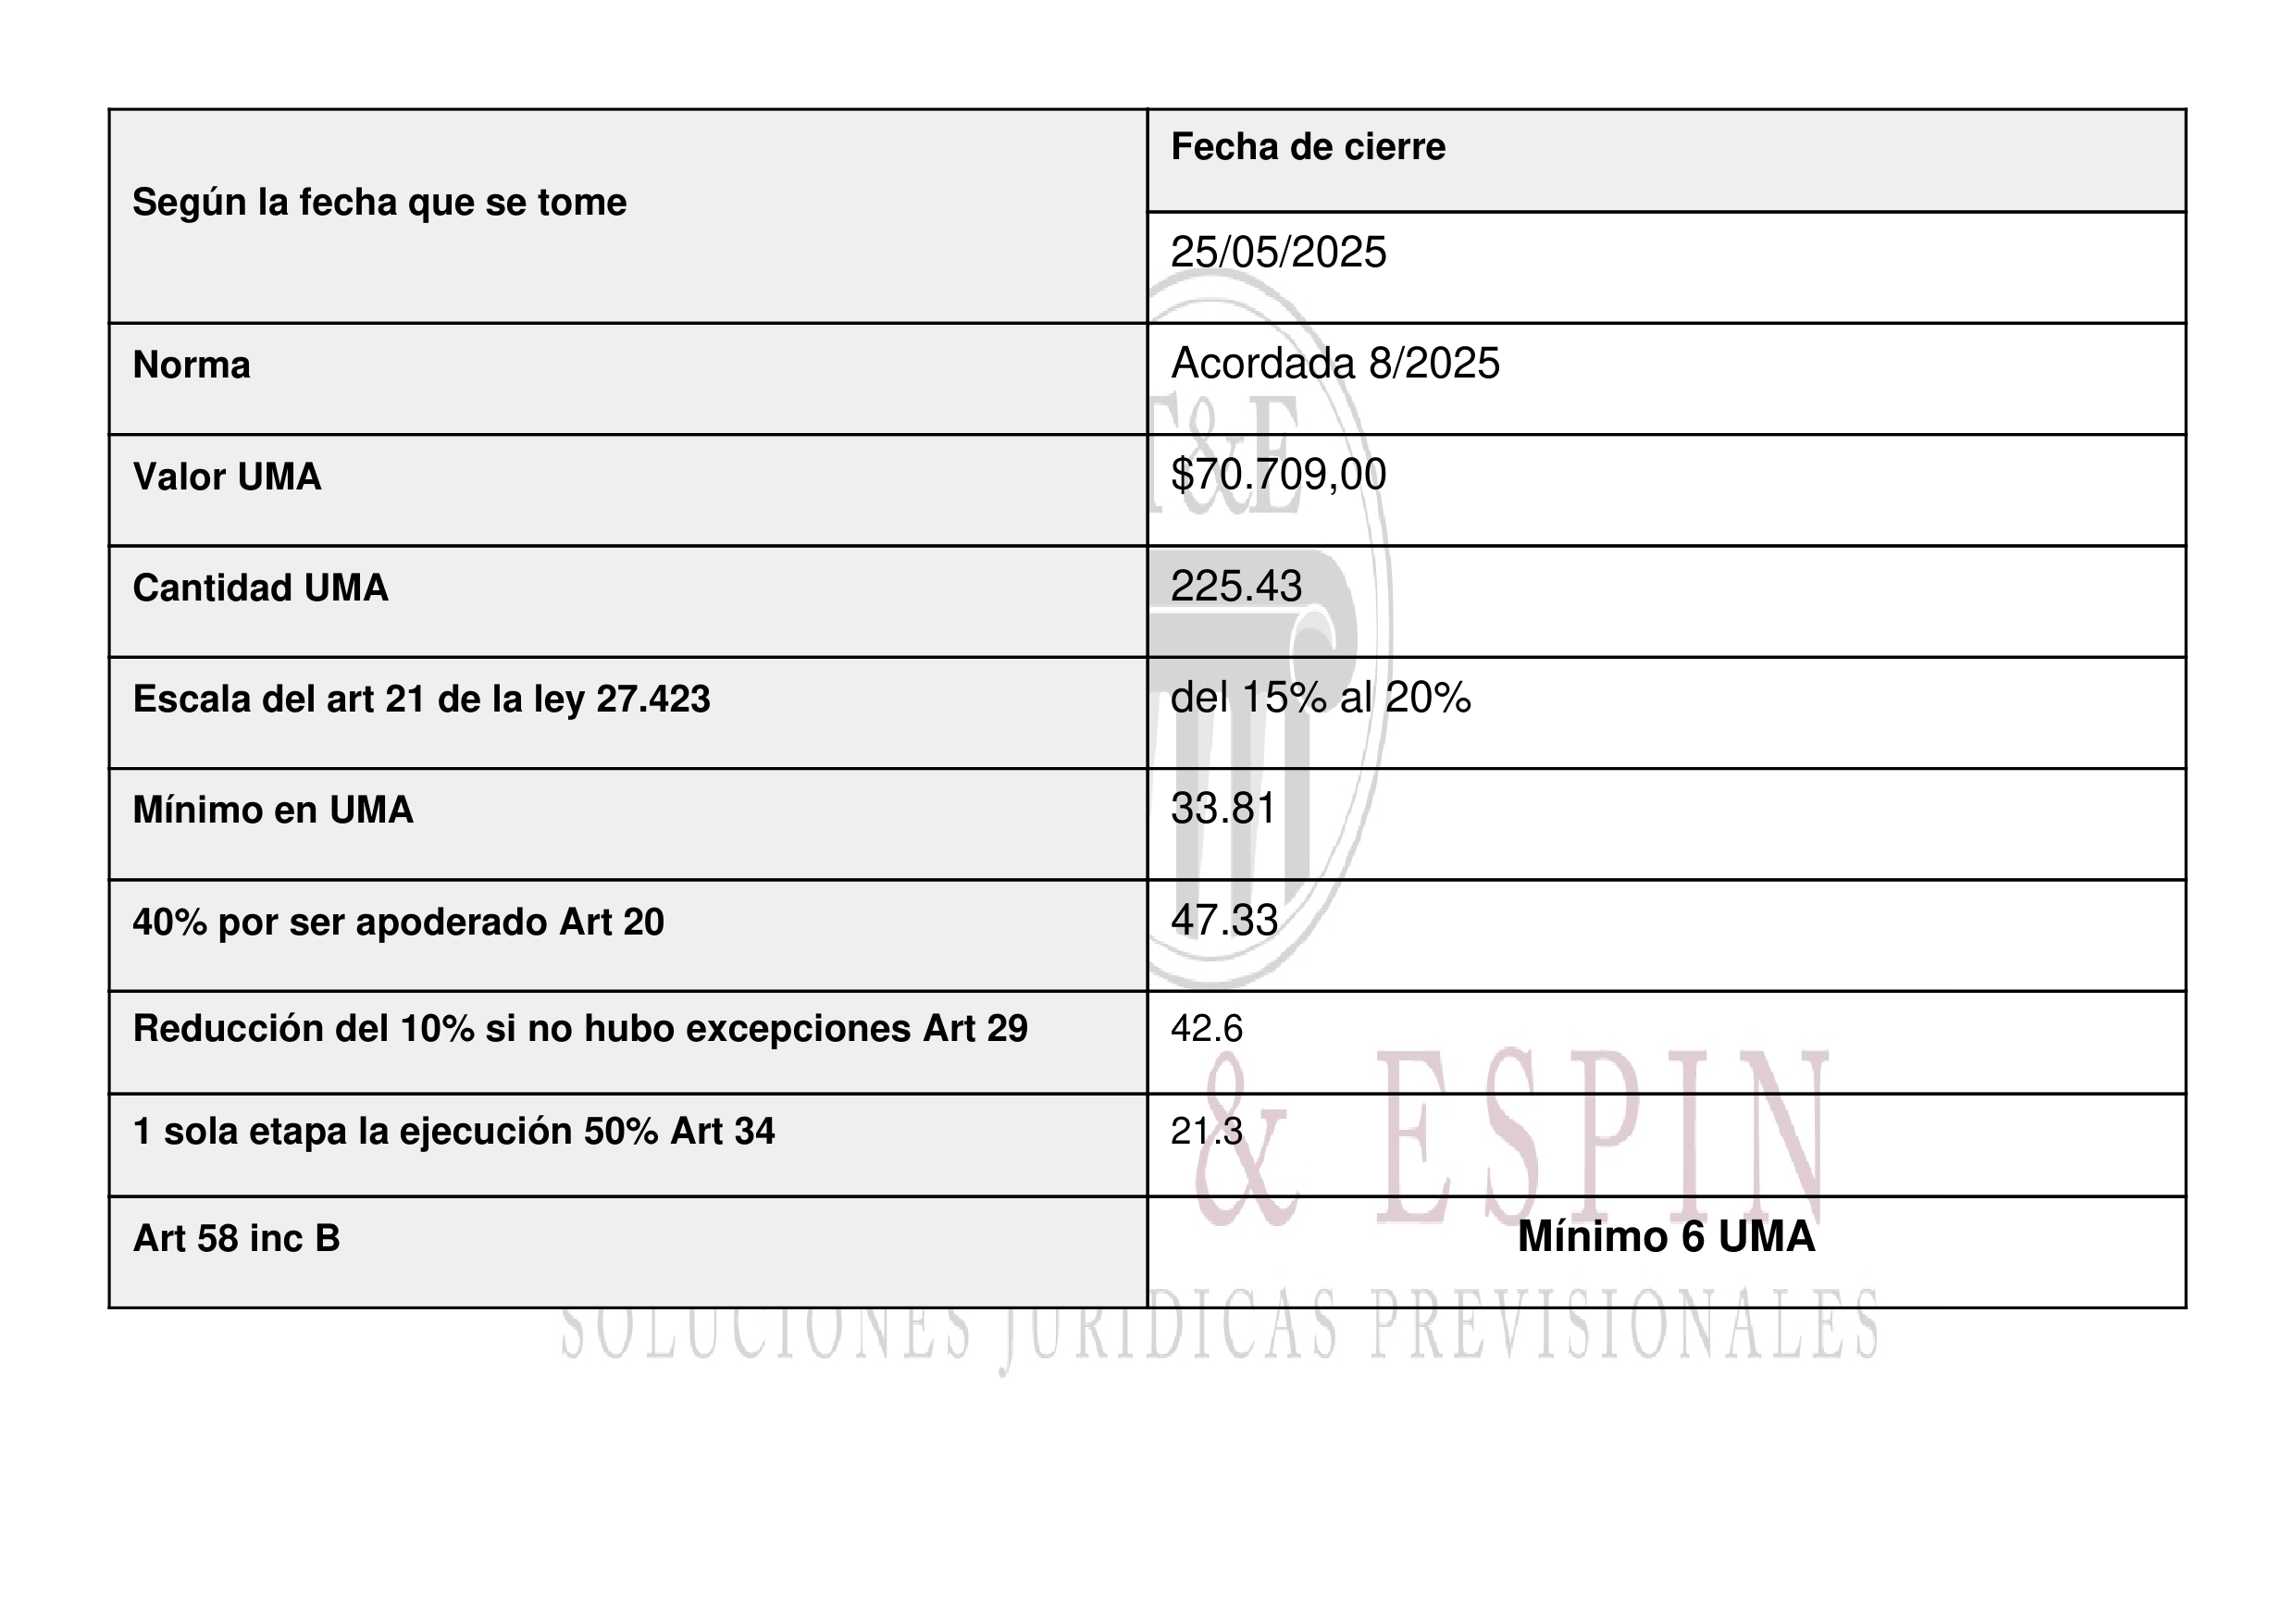 Fecha de cierre
Según la fecha que se tome
25/05/2025
Norma
Acordada 8/2025
Valor UMA
$70.709,00
Cantidad UMA
225.43
Escala del art 21 de la ley 27.423
del 15% al 20%
Mínimo en UMA
33.81
40% por ser apoderado Art 20
47.33
Reducción del 10% si no hubo excepciones Art 29
42.6
1 sola etapa la ejecución 50% Art 34
21.3
Art 58 inc B
Mínimo 6 UMA
T&E
& ESPIN
SOLUCIONES JURIDICAS PREVISIONALES